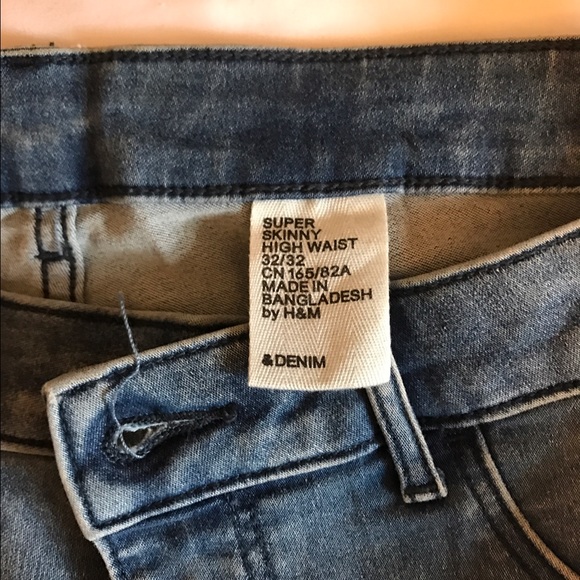 SUPER
SKINNY
HIGH WAIST
32/32
CN 165/82A
MADE IN
BANGLADESH
by H&M
&DENIM